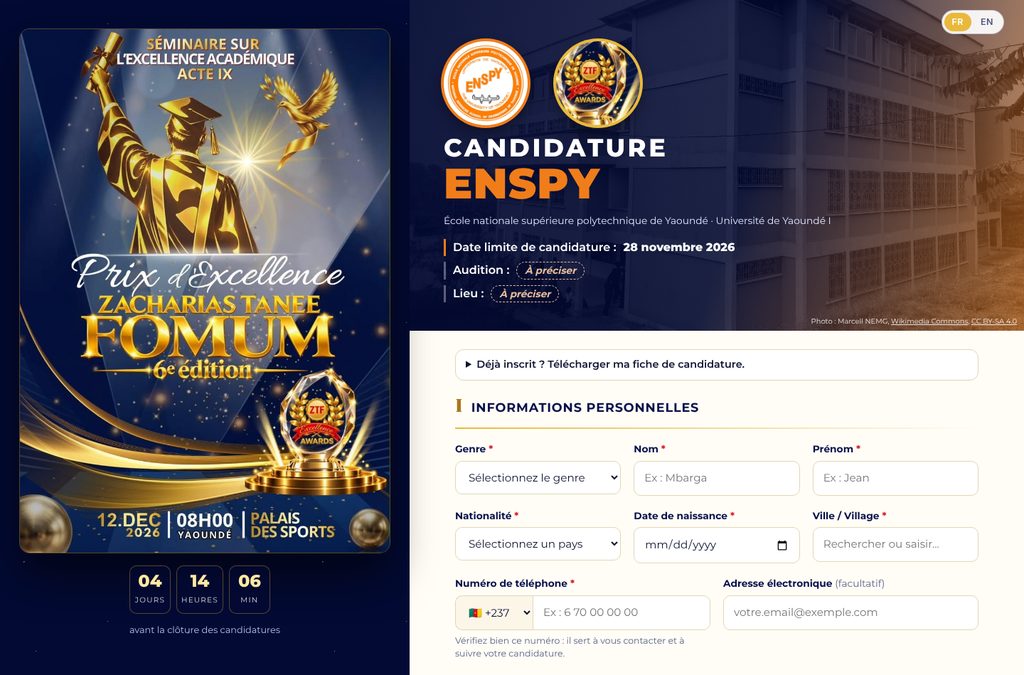 SÉMINAIRE SUR
L'EXCELLENCE ACADÉMIQUE
ACTE IX
Prix d'Excellence
ZACHARIAS TANEE
FOMUM
6e édition
ZTF
Excellence
AWARDS
12.DEC
2026
08H00
YAOUNDÉ
PALAIS
DES SPORTS
04
JOURS
14
HEURES
06
MIN
avant la clôture des candidatures
FR
EN
ENSPY
ZTF
Excellence
AWARDS
CANDIDATURE
ENSPY
École nationale supérieure polytechnique de Yaoundé · Université de Yaoundé I
Date limite de candidature : 28 novembre 2026
Audition : À préciser
Lieu : À préciser
Photo : Marceil NEMG, Wikimedia Commons, CC BY-SA 4.0
Déjà inscrit ? Télécharger ma fiche de candidature.
I INFORMATIONS PERSONNELLES
Genre * Nom * Prénom *
Sélectionnez le genre Ex : Mbarga Ex : Jean
Nationalité * Date de naissance * Ville / Village *
Sélectionnez un pays mm/dd/yyyy Rechercher ou saisir...
Numéro de téléphone * Adresse électronique (facultatif)
+237 Ex : 6 70 00 00 00 votre.email@exemple.com
Vérifiez bien ce numéro : il sert à vous contacter et à
suivre votre candidature.